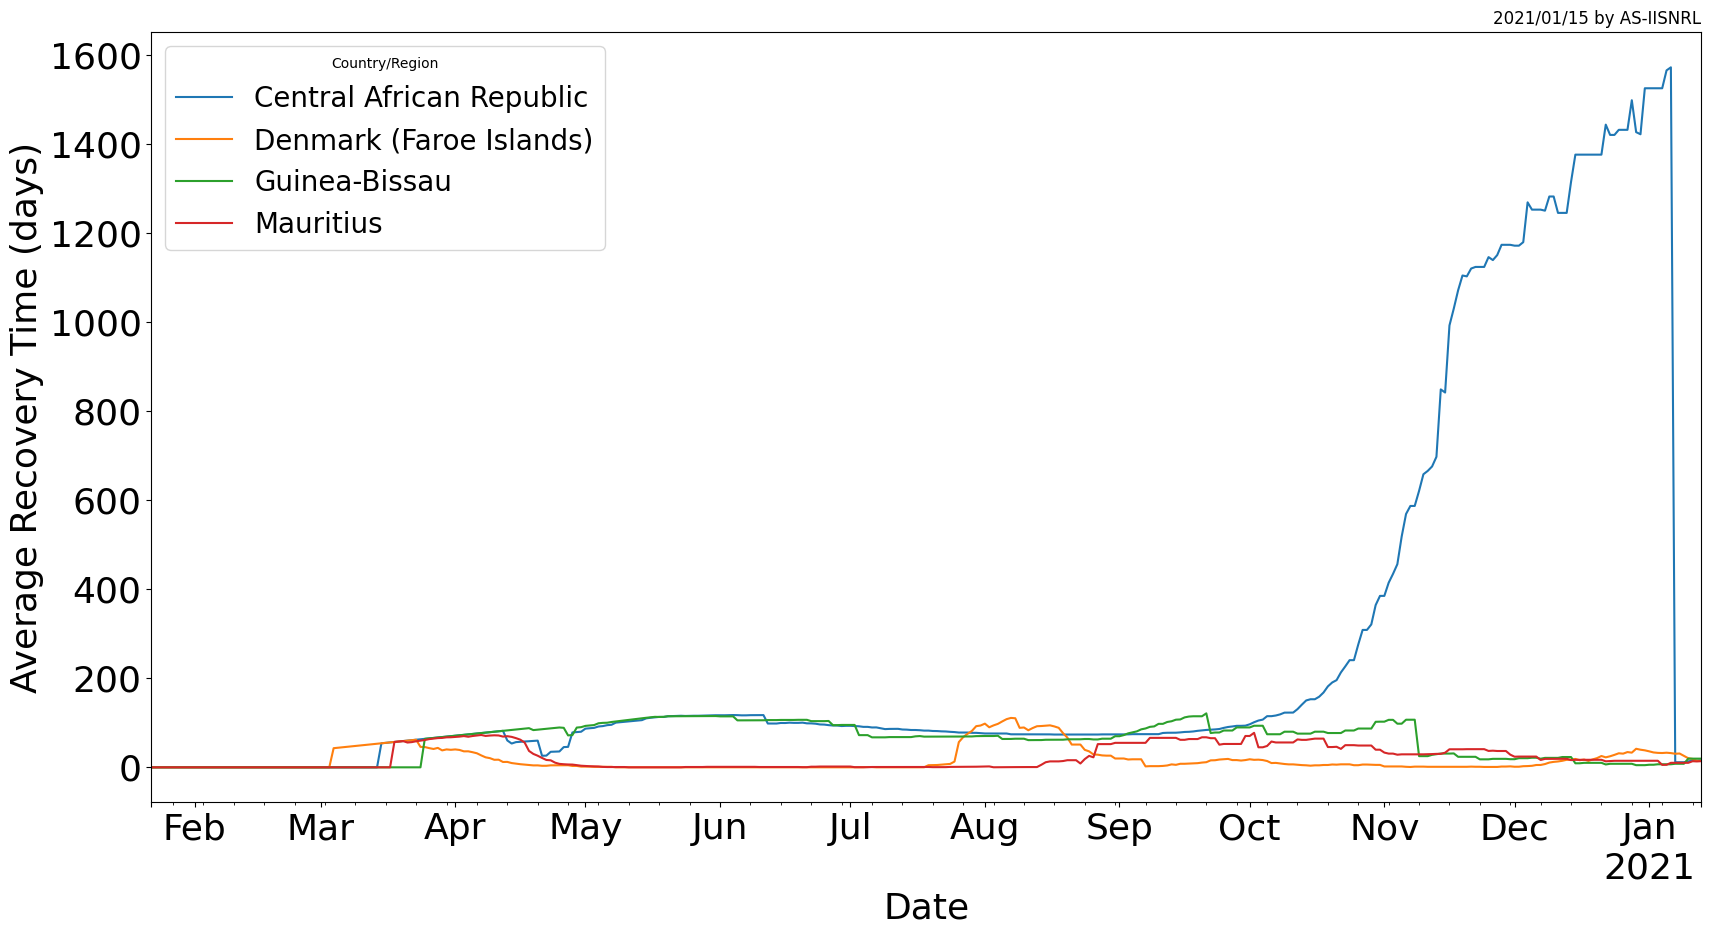 2021/01/15 by AS-IISNRL
Country/Region
Central African Republic
Denmark (Faroe Islands)
Guinea-Bissau
Mauritius
Average Recovery Time (days)
1600
1400
1200
1000
800
600
400
200
0
Feb Mar Apr May Jun Jul Aug Sep Oct Nov Dec Jan
2021
Date